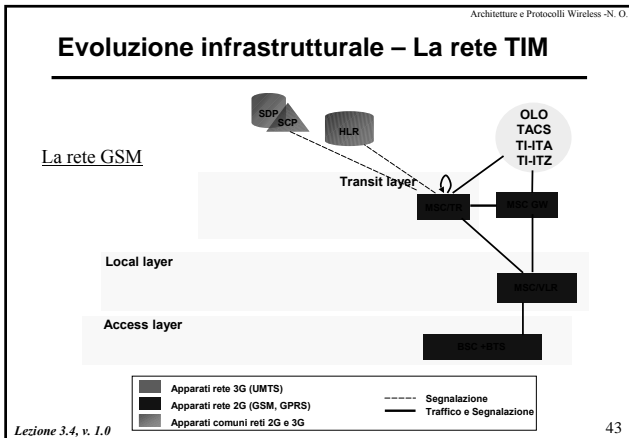 Architetture e Protocolli Wireless -N. O.
Evoluzione infrastrutturale – La rete TIM
SDP
SCP
HLR
OLO
TACS
TI-ITA
TI-ITZ
La rete GSM
Transit layer
MSC/TR
MSC GW
Local layer
MSC/VLR
Access layer
BSC +BTS
Apparati rete 3G (UMTS)
Apparati rete 2G (GSM, GPRS)
Apparati comuni reti 2G e 3G
Segnalazione
Traffico e Segnalazione
Lezione 3.4, v. 1.0
43